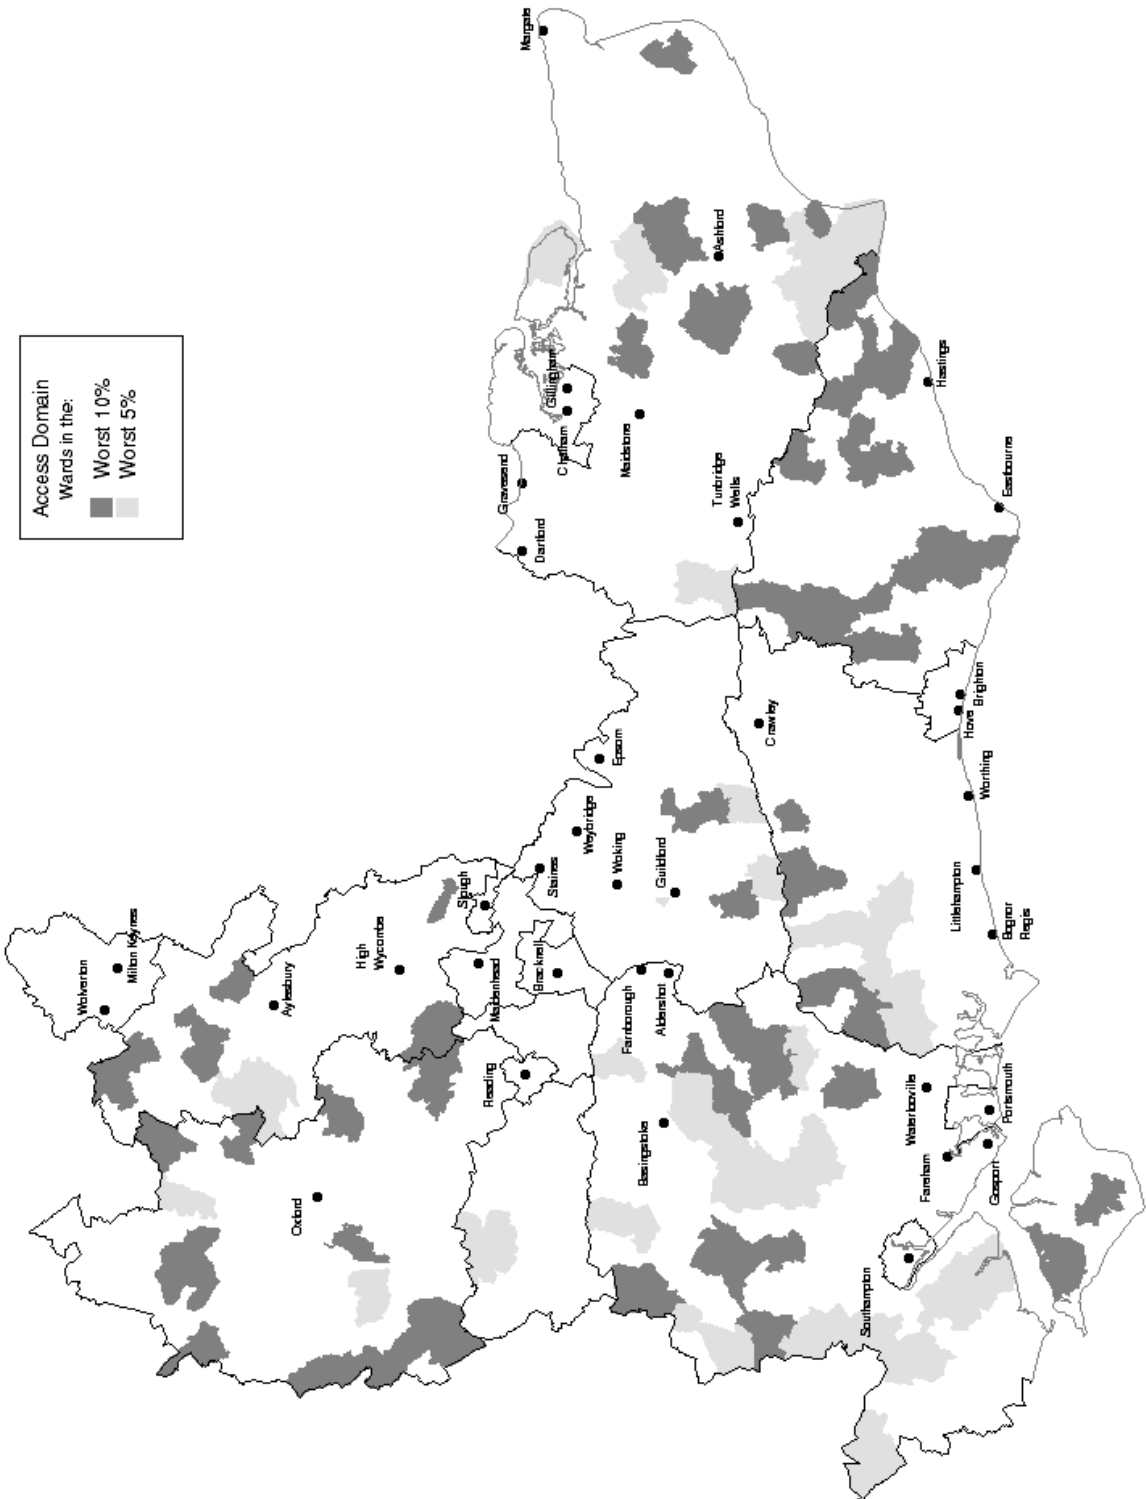 Access Domain
Wards in the:
Worst 10%
Worst 5%
Margate
Gillingham
Chatham
Gravesend
Dartford
Maidstone
Ashford
Tunbridge
Wells
Hastings
Eastbourne
Epsom
Crawley
Brighton
Hove
Worthing
Weybridge
Woking
Staines
Guildford
Slough
Littlehampton
Bognor
Regis
Milton Keynes
Wolverton
High
Wycombe
Aylesbury
Maidenhead
Bracknell
Farnborough
Aldershot
Reading
Basingstoke
Waterlooville
Portsmouth
Fareham
Gosport
Oxford
Southampton